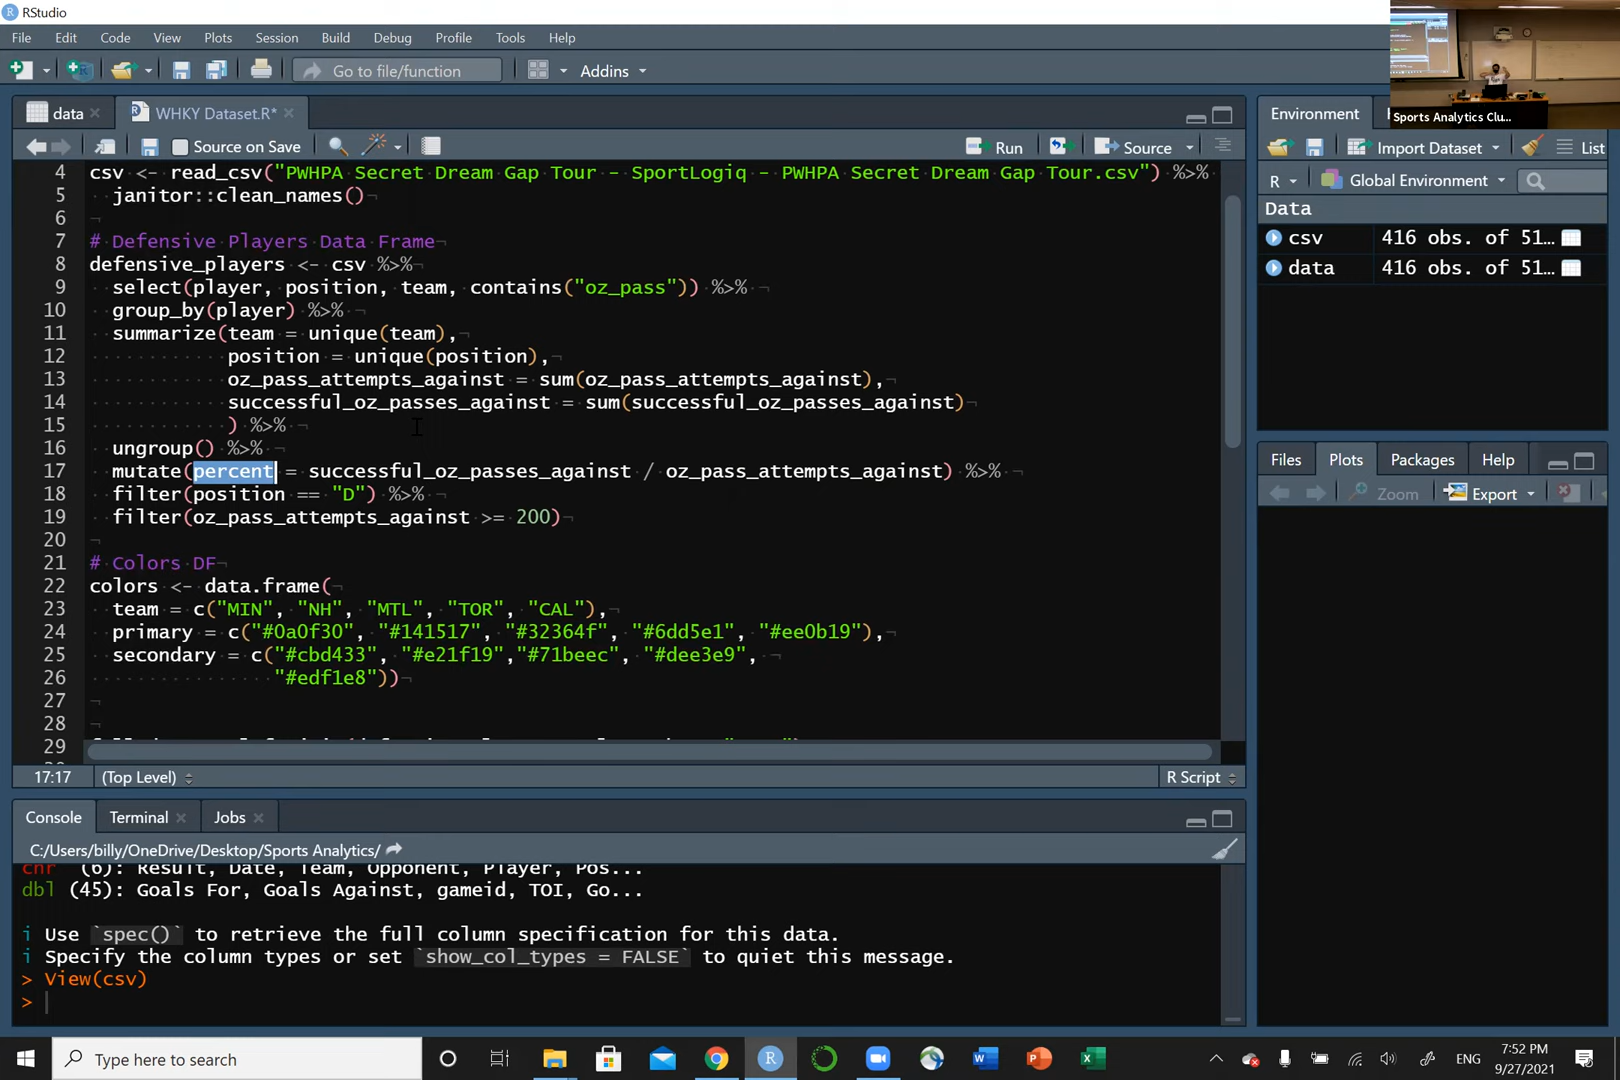 RStudio
File Edit Code View Plots Session Build Debug Profile Tools Help
Go to file/function Addins
Sports Analytics Clu...
data WHKY Dataset.R*
Source on Save Run Source
4 csv <- read_csv("PWHPA Secret Dream Gap Tour - SportLogiq - PWHPA Secret Dream Gap Tour.csv") %>%
5 janitor::clean_names()
6
7 # Defensive Players Data Frame
8 defensive_players <- csv %>%
9 select(player, position, team, contains("oz_pass")) %>%
10 group_by(player) %>%
11 summarize(team = unique(team),
12 position = unique(position),
13 oz_pass_attempts_against = sum(oz_pass_attempts_against),
14 successful_oz_passes_against = sum(successful_oz_passes_against)
15 ) %>%
16 ungroup() %>%
17 mutate(percent = successful_oz_passes_against / oz_pass_attempts_against) %>%
18 filter(position == "D") %>%
19 filter(oz_pass_attempts_against >= 200)
20
21 # Colors DF
22 colors <- data.frame(
23 team = c("MIN", "NH", "MTL", "TOR", "CAL"),
24 primary = c("#0a0f30", "#141517", "#32364f", "#6dd5e1", "#ee0b19"),
25 secondary = c("#cbd433", "#e21f19","#71beec", "#dee3e9",
26 "#edf1e8"))
27
28
29
17:17 (Top Level) R Script
Console Terminal Jobs
C:/Users/billy/OneDrive/Desktop/Sports Analytics/
chr (6): Result, Date, Team, Opponent, Player, Pos...
dbl (45): Goals For, Goals Against, gameid, TOI, Go...
i Use `spec()` to retrieve the full column specification for this data.
i Specify the column types or set `show_col_types = FALSE` to quiet this message.
> View(csv)
>
Environment
Import Dataset List
R Global Environment
Data
csv 416 obs. of 51...
data 416 obs. of 51...
Files Plots Packages Help
Zoom Export
Type here to search
ENG
7:52 PM
9/27/2021